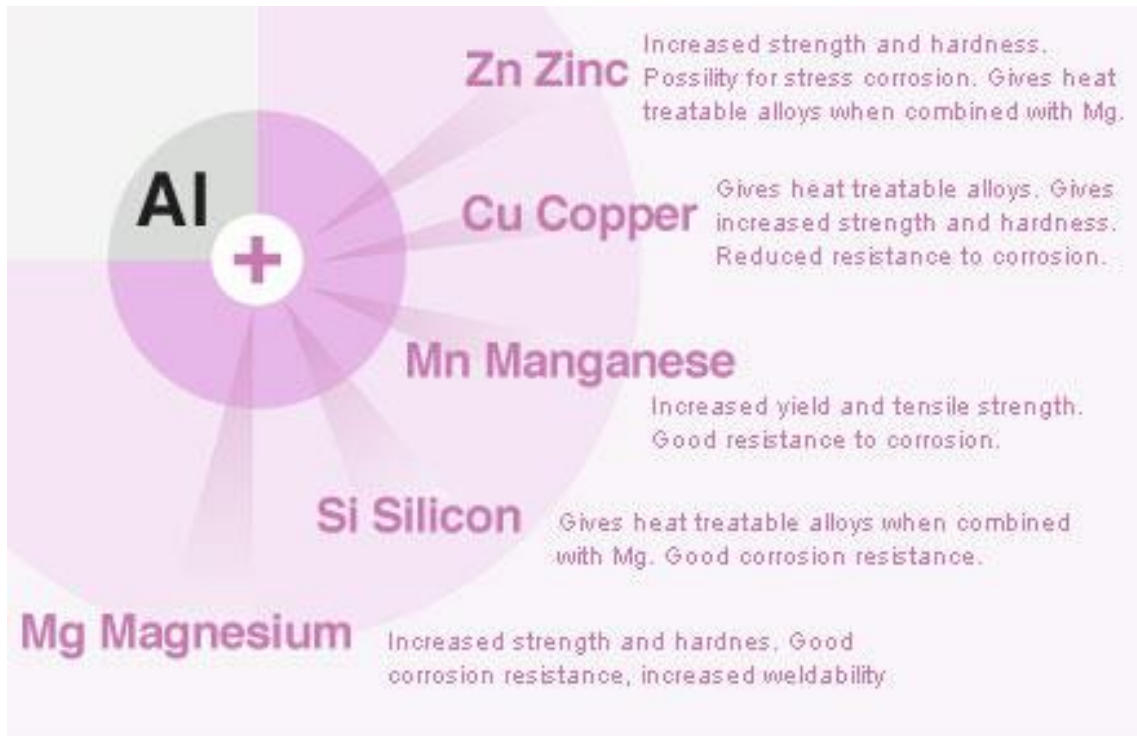 Al
+
Zn Zinc
Increased strength and hardness.
Possility for stress corrosion. Gives heat
treatable alloys when combined with Mg.
Cu Copper
Gives heat treatable alloys. Gives
increased strength and hardness.
Reduced resistance to corrosion.
Mn Manganese
Increased yield and tensile strength.
Good resistance to corrosion.
Si Silicon
Gives heat treatable alloys when combined
with Mg. Good corrosion resistance.
Mg Magnesium
Increased strength and hardnes. Good
corrosion resistance, increased weldability